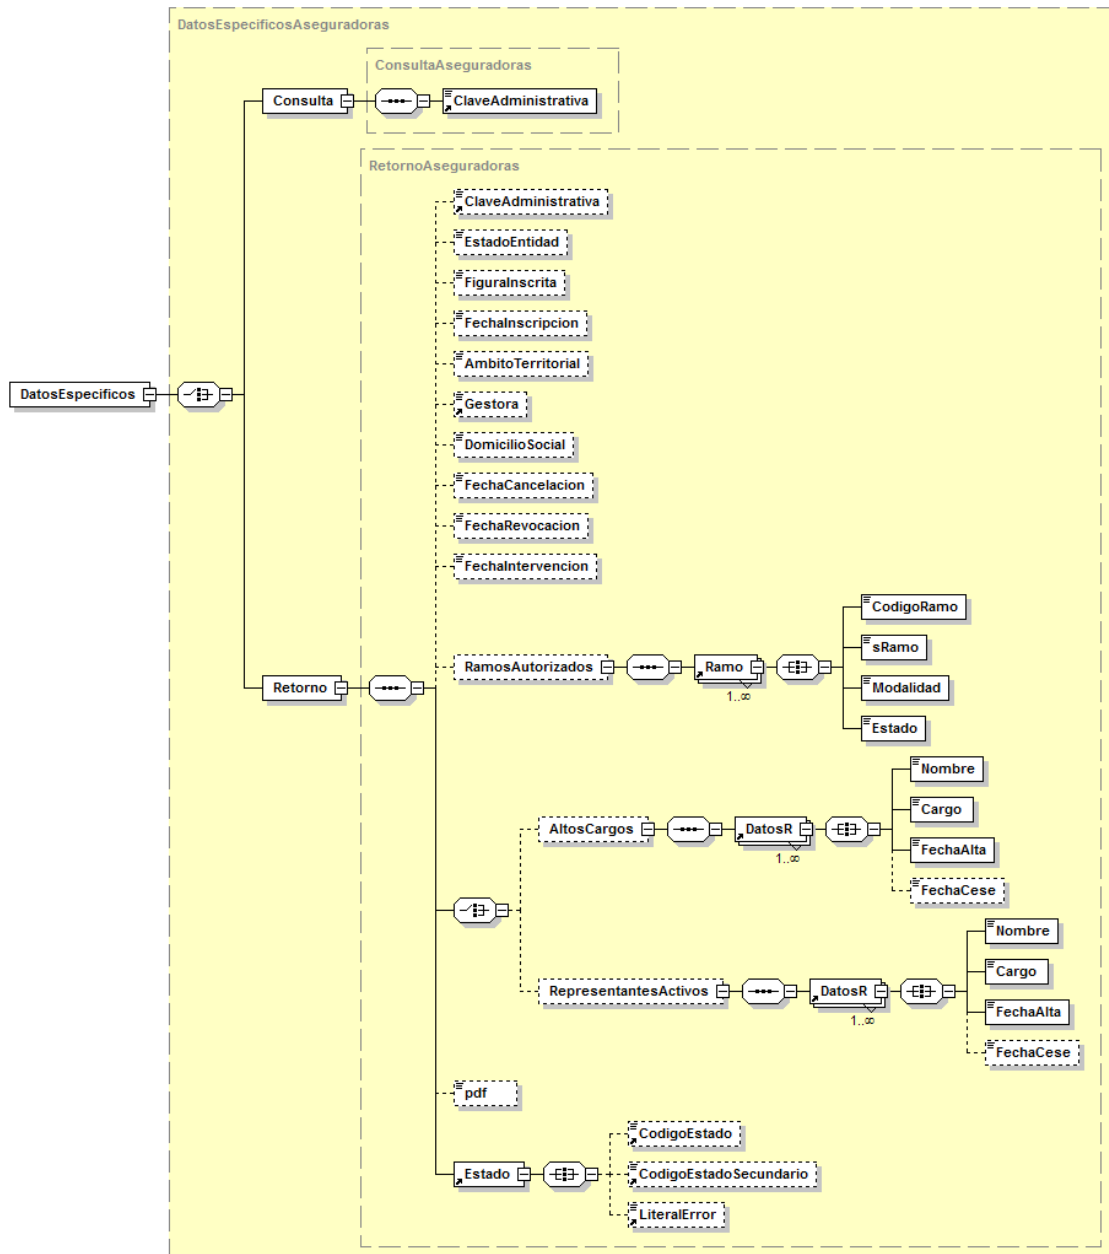 DatosEspecificosAseguradoras
ConsultaAseguradoras
Consulta
ClaveAdministrativa
RetornoAseguradoras
ClaveAdministrativa
EstadoEntidad
FiguraInscrita
FechaInscripcion
AmbitoTerritorial
DatosEspecificos
Gestora
DomicilioSocial
FechaCancelacion
FechaRevocacion
FechaIntervencion
CodigoRamo
sRamo
RamosAutorizados
Ramo
1..∞
Retorno
Modalidad
Estado
Nombre
Cargo
AltosCargos
DatosR
1..∞
FechaAlta
FechaCese
Nombre
Cargo
RepresentantesActivos
DatosR
1..∞
FechaAlta
FechaCese
pdf
CodigoEstado
Estado
CodigoEstadoSecundario
LiteralError